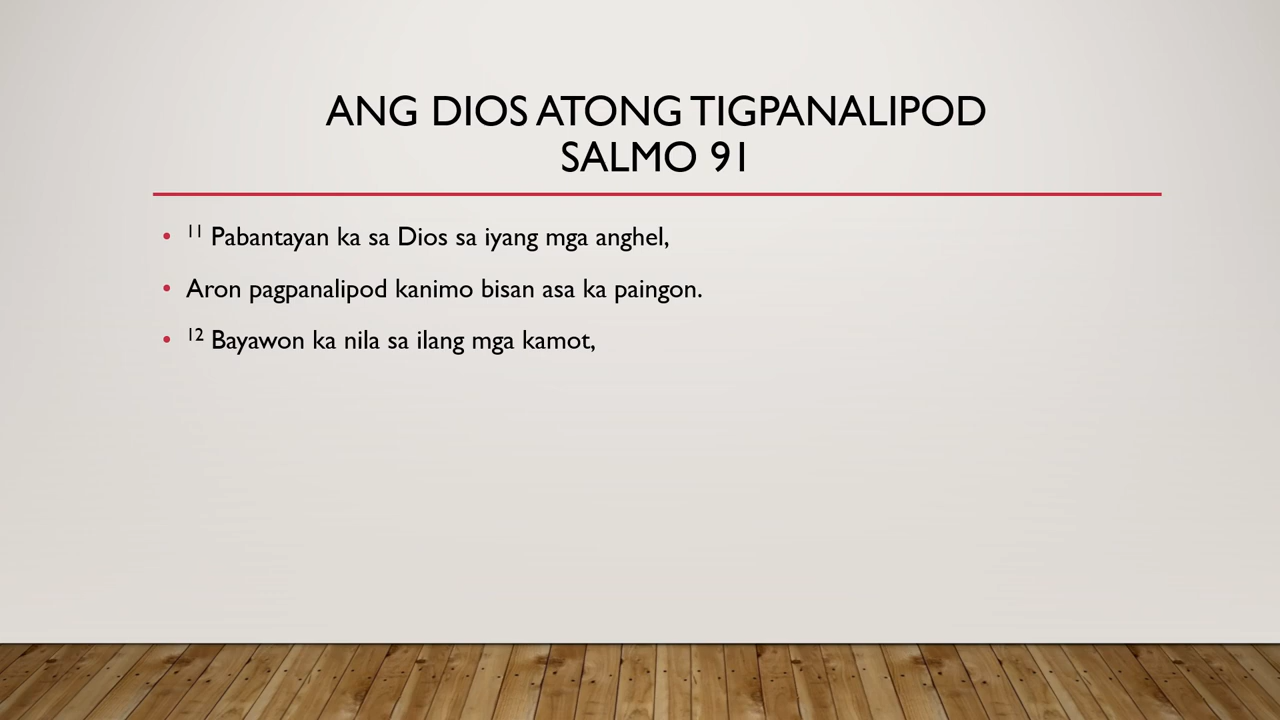 ANG DIOS ATONG TIGPANALIPOD
SALMO 91
• ¹¹ Pabantayan ka sa Dios sa iyang mga anghel,
• Aron pagpanalipod kanimo bisan asa ka paingon.
• ¹² Bayawon ka nila sa ilang mga kamot,